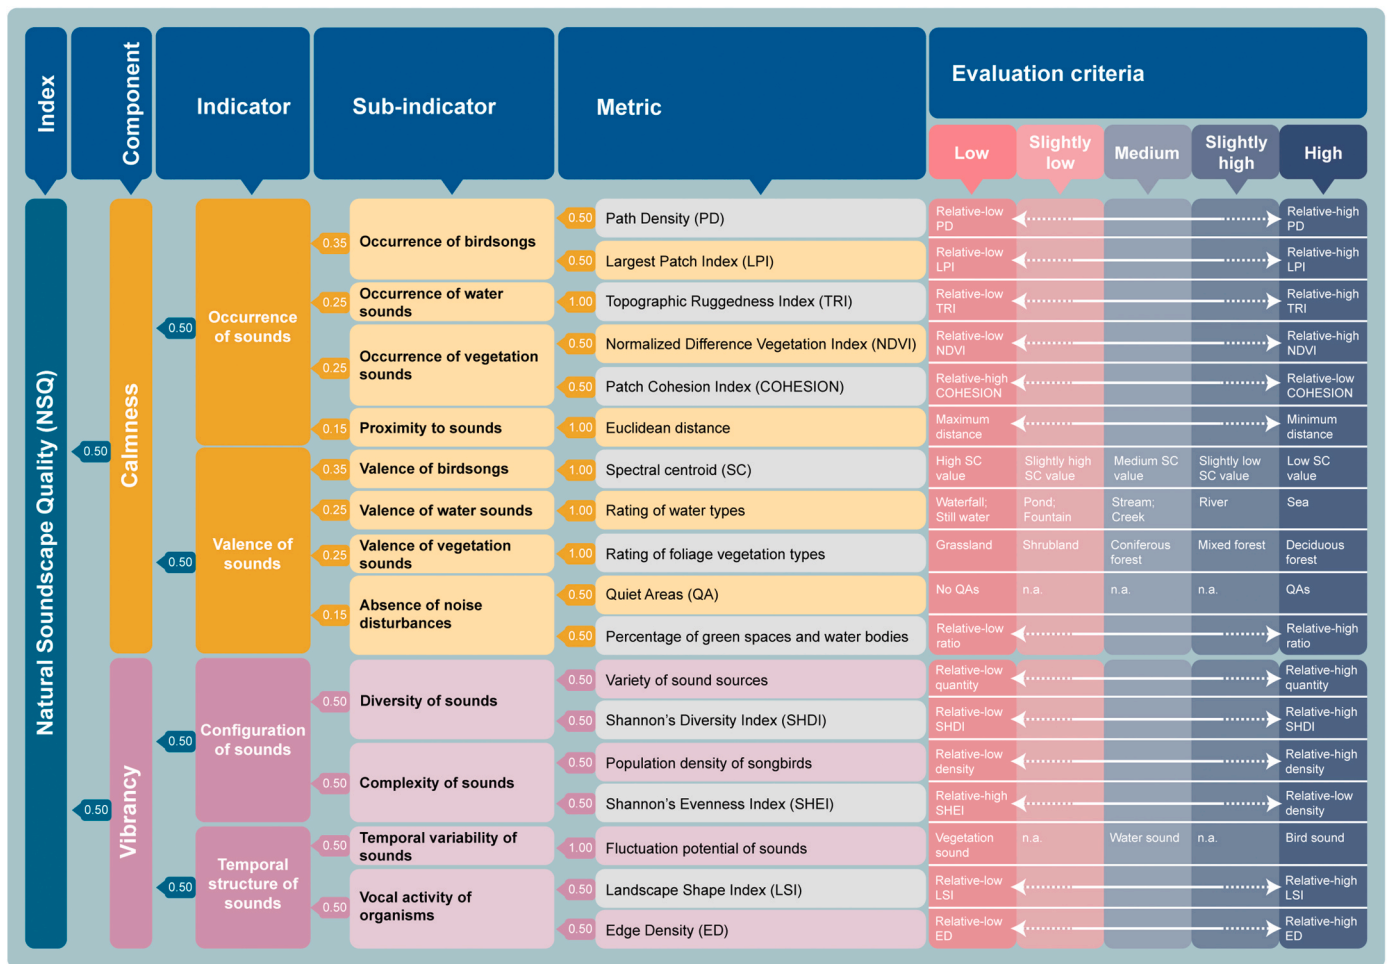 Index
Component
Indicator
Sub-indicator
Metric
Evaluation criteria
Low
Slightly
low
Medium
Slightly
high
High
Natural Soundscape Quality (NSQ)
0.50
Calmness
0.50
Occurrence
of sounds
0.35
Occurrence of birdsongs
0.50
Path Density (PD)
Relative-low
PD
Relative-high
PD
0.50
Largest Patch Index (LPI)
Relative-low
LPI
Relative-high
LPI
0.25
Occurrence of water
sounds
1.00
Topographic Ruggedness Index (TRI)
Relative-low
TRI
Relative-high
TRI
0.25
Occurrence of vegetation
sounds
0.50
Normalized Difference Vegetation Index (NDVI)
Relative-low
NDVI
Relative-high
NDVI
0.50
Patch Cohesion Index (COHESION)
Relative-high
COHESION
Relative-low
COHESION
0.15
Proximity to sounds
1.00
Euclidean distance
Maximum
distance
Minimum
distance
0.50
Valence of
sounds
0.35
Valence of birdsongs
1.00
Spectral centroid (SC)
High SC
value
Slightly high
SC value
Medium SC
value
Slightly low
SC value
Low SC
value
0.25
Valence of water sounds
1.00
Rating of water types
Waterfall;
Still water
Pond;
Fountain
Stream;
Creek
River
Sea
0.25
Valence of vegetation
sounds
1.00
Rating of foliage vegetation types
Grassland
Shrubland
Coniferous
forest
Mixed forest
Deciduous
forest
0.15
Absence of noise
disturbances
0.50
Quiet Areas (QA)
No QAs
n.a.
n.a.
n.a.
QAs
0.50
Percentage of green spaces and water bodies
Relative-low
ratio
Relative-high
ratio
0.50
Vibrancy
0.50
Configuration
of sounds
0.50
Diversity of sounds
0.50
Variety of sound sources
Relative-low
quantity
Relative-high
quantity
0.50
Shannon's Diversity Index (SHDI)
Relative-low
SHDI
Relative-high
SHDI
0.50
Complexity of sounds
0.50
Population density of songbirds
Relative-low
density
Relative-high
density
0.50
Shannon's Evenness Index (SHEI)
Relative-high
SHEI
Relative-low
density
0.50
Temporal
structure of
sounds
0.50
Temporal variability of
sounds
1.00
Fluctuation potential of sounds
Vegetation
sound
n.a.
Water sound
n.a.
Bird sound
0.50
Vocal activity of
organisms
0.50
Landscape Shape Index (LSI)
Relative-low
LSI
Relative-high
LSI
0.50
Edge Density (ED)
Relative-low
ED
Relative-high
ED